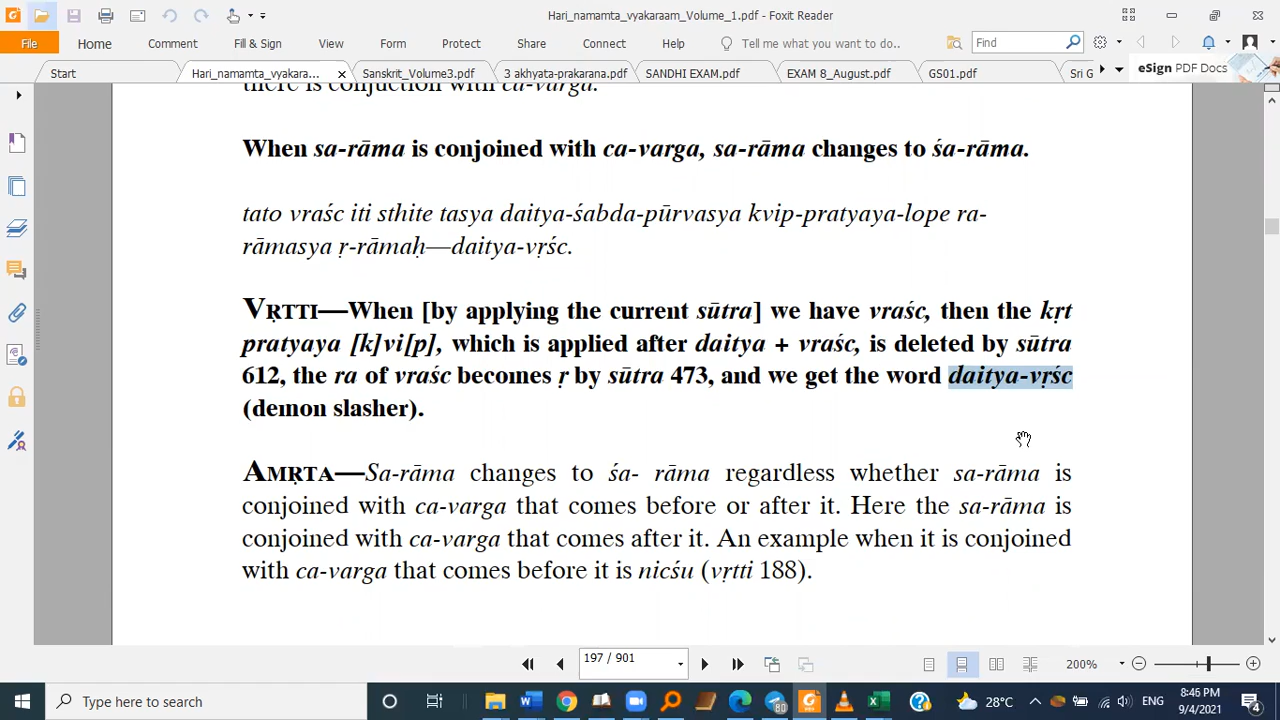 Hari_namamta_vyakaraam_Volume_1.pdf - Foxit Reader
File Home Comment Fill & Sign View Form Protect Share Connect Help Tell me what you want to do.. Find
Start Hari_namamta_vyakara... Sanskrit_Volume3.pdf 3 akhyata-prakarana.pdf SANDHI EXAM.pdf EXAM 8_August.pdf GS01.pdf Sri G eSign PDF Docs
there is conjuction with ca-varga.
When sa-rāma is conjoined with ca-varga, sa-rāma changes to śa-rāma.
tato vraśc iti sthite tasya daitya-śabda-pūrvasya kvip-pratyaya-lope ra-
rāmasya ṛ-rāmaḥ—daitya-vṛśc.
VṚTTI—When [by applying the current sūtra] we have vraśc, then the kṛt
pratyaya [k]vi[p], which is applied after daitya + vraśc, is deleted by sūtra
612, the ra of vraśc becomes ṛ by sūtra 473, and we get the word daitya-vṛśc
(demon slasher).
AMṚTA—Sa-rāma changes to śa- rāma regardless whether sa-rāma is
conjoined with ca-varga that comes before or after it. Here the sa-rāma is
conjoined with ca-varga that comes after it. An example when it is conjoined
with ca-varga that comes before it is nicśu (vṛtti 188).
197 / 901 200%
Type here to search 80 28°C ENG 8:46 PM
9/4/2021 4